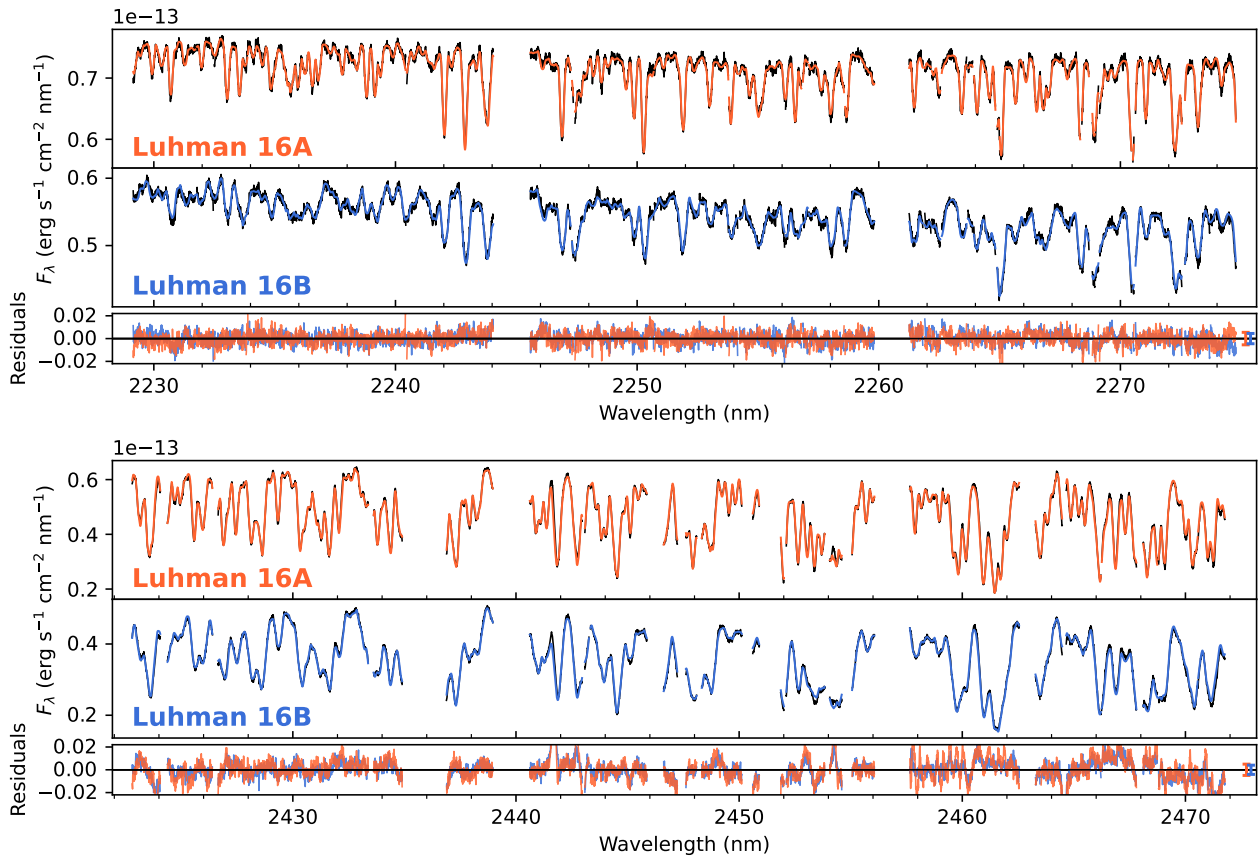 1e−13
0.7
0.6
Luhman 16A
F_λ (erg s⁻¹ cm⁻² nm⁻¹)
0.6
0.5
Luhman 16B
Residuals
0.02
0.00
−0.02
2230 2240 2250 2260 2270
Wavelength (nm)
1e−13
0.6
0.4
0.2
Luhman 16A
F_λ (erg s⁻¹ cm⁻² nm⁻¹)
0.4
0.2
Luhman 16B
Residuals
0.02
0.00
−0.02
2430 2440 2450 2460 2470
Wavelength (nm)